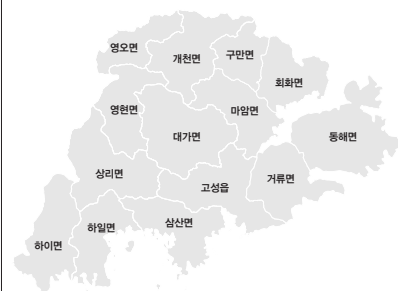 영오면
개천면
구만면
회화면
영현면
대가면
마암면
동해면
상리면
고성읍
거류면
하이면
하일면
삼산면